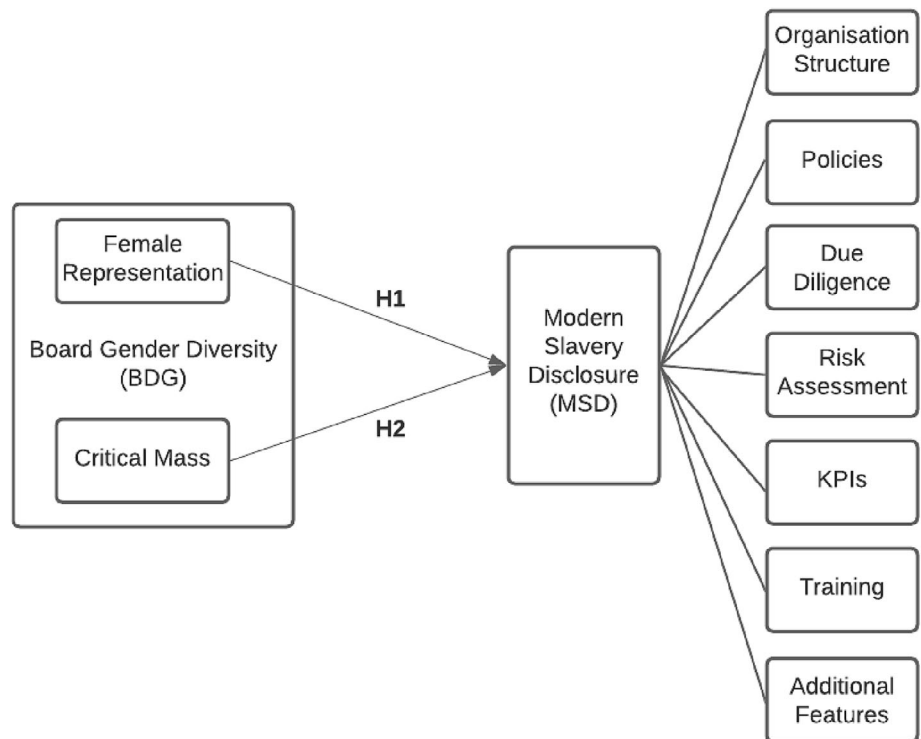 Female
Representation
Board Gender Diversity
(BDG)
Critical Mass
H1
H2
Modern
Slavery
Disclosure
(MSD)
Organisation
Structure
Policies
Due
Diligence
Risk
Assessment
KPIs
Training
Additional
Features